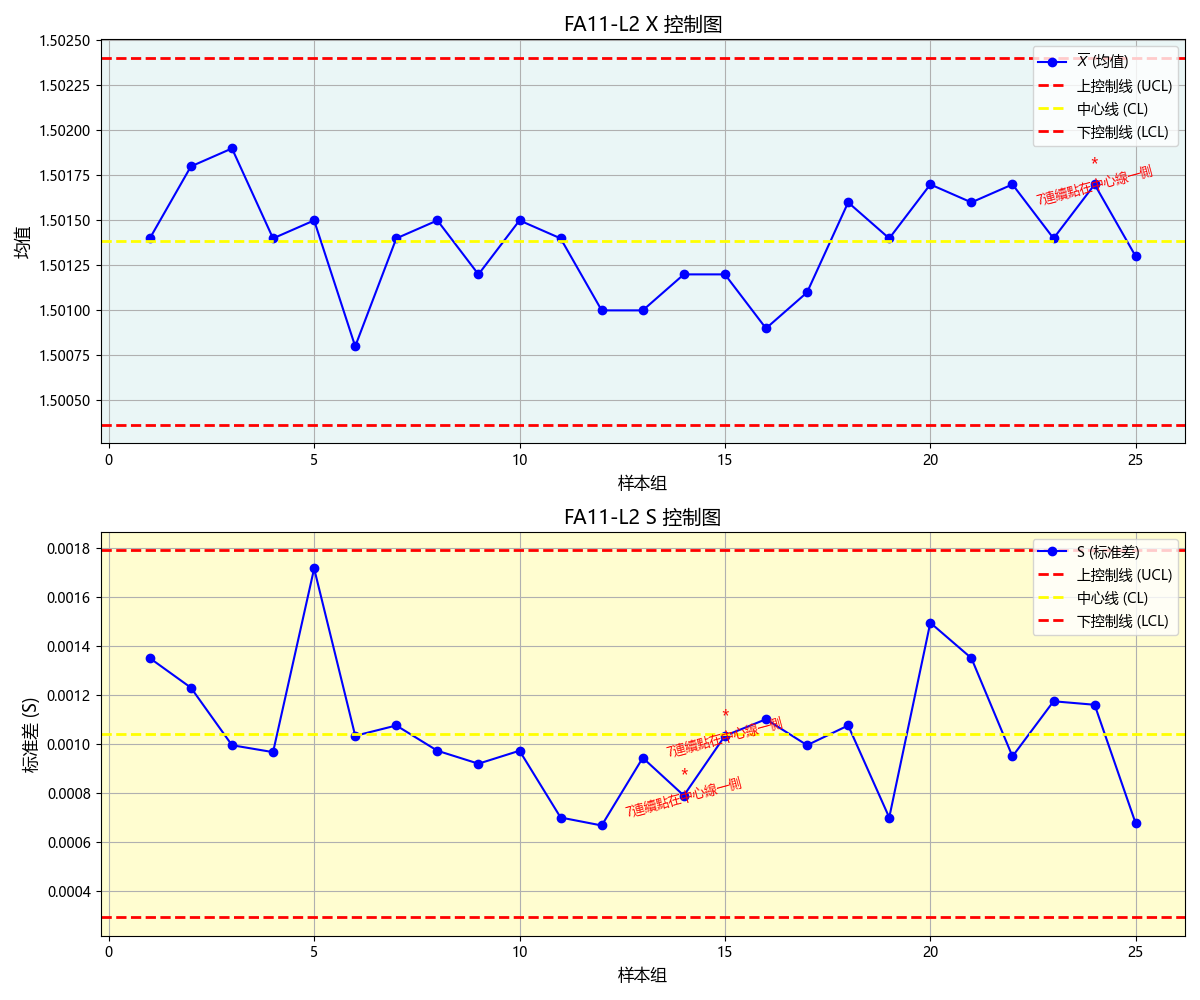 FA11-L2 X 控制图
1.50250
1.50225
1.50200
1.50175
1.50150
1.50125
1.50100
1.50075
1.50050
均值
X̅ (均值)
上控制线 (UCL)
中心线 (CL)
下控制线 (LCL)
*
7連續點在中心線一側
0
5
10
15
20
25
样本组
FA11-L2 S 控制图
0.0018
0.0016
0.0014
0.0012
0.0010
0.0008
0.0006
0.0004
标准差 (S)
S (标准差)
上控制线 (UCL)
中心线 (CL)
下控制线 (LCL)
*
7連續點在中心線一側
*
7連續點在中心線一側
0
5
10
15
20
25
样本组